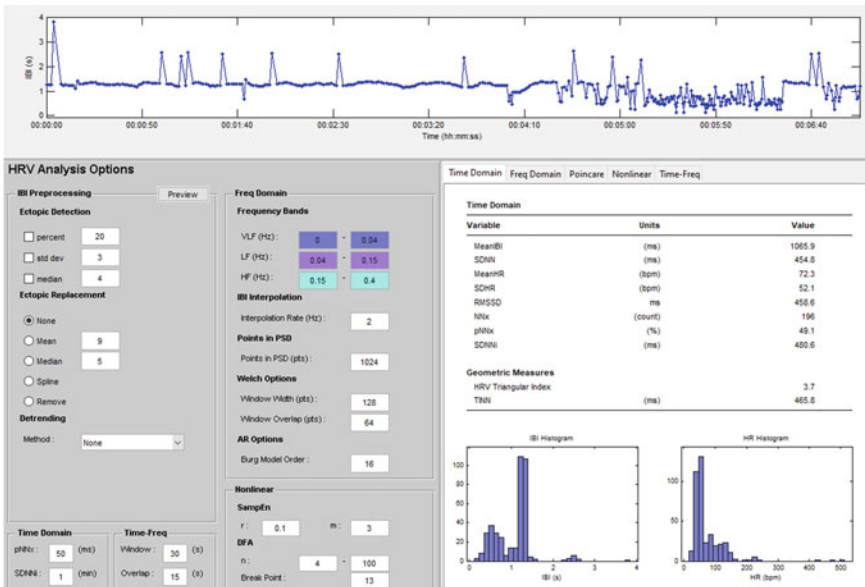 4
3
2
1
0
IBI (s)
00:00:00 00:00:50 00:01:40 00:02:30 00:03:20 00:04:10 00:05:00 00:05:50 00:06:40
Time (hh:mm:ss)
HRV Analysis Options
IBI Preprocessing
Preview
Ectopic Detection
percent 20
std dev 3
median 4
Ectopic Replacement
None
Mean 9
Median 5
Spline
Remove
Detrending
Method : None
Time Domain
pNNx : 50 (ms)
SDNNi : 1 (min)
Time-Freq
Window : 30 (s)
Overlap : 15 (s)
Freq Domain
Frequency Bands
VLF (Hz) : 0 - 0.04
LF (Hz) : 0.04 - 0.15
HF (Hz) : 0.15 - 0.4
IBI Interpolation
Interpolation Rate (Hz) : 2
Points in PSD
Points in PSD (pts) : 1024
Welch Options
Window Width (pts) : 128
Window Overlap (pts) : 64
AR Options
Burg Model Order : 16
Nonlinear
SampEn
r : 0.1 m : 3
DFA
n : 4 - 100
Break Point : 13
Time Domain Freq Domain Poincare Nonlinear Time-Freq
Time Domain
Variable Units Value
MeanIBI (ms) 1065.9
SDNN (ms) 454.8
MeanHR (bpm) 72.3
SDHR (bpm) 52.1
RMSSD ms 458.6
NNx (count) 196
pNNx (%) 49.1
SDNNi (ms) 480.6
Geometric Measures
HRV Triangular Index 3.7
TINN (ms) 465.8
IBI Histogram
100
80
60
40
20
0
0 1 2 3 4
IBI (s)
HR Histogram
100
50
0
0 100 200 300 400 500
HR (bpm)